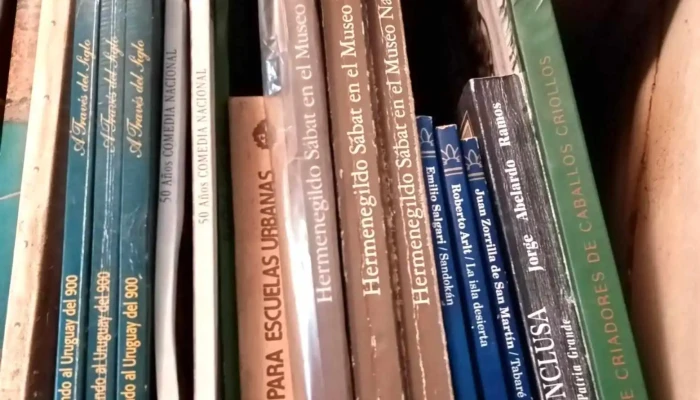 A Través del Siglo
ndo al Uruguay del 900
A Través del Siglo
ndo al Uruguay del 900
A Través del Siglo
ndo al Uruguay del 900
50 Años COMEDIA NACIONAL
50 Años COMEDIA NACIONAL
PARA ESCUELAS URBANAS
Hermenegildo Sábat en el Museo
Hermenegildo Sábat en el Museo
Hermenegildo Sábat en el Museo Na
Emilio Salgari / Sandokán
Roberto Arlt / La isla desierta
Juan Zorrilla de San Martín / Tabaré
Jorge Abelardo Ramos
NCLUSA
Patria Grande
E CRIADORES DE CABALLOS CRIOLLOS